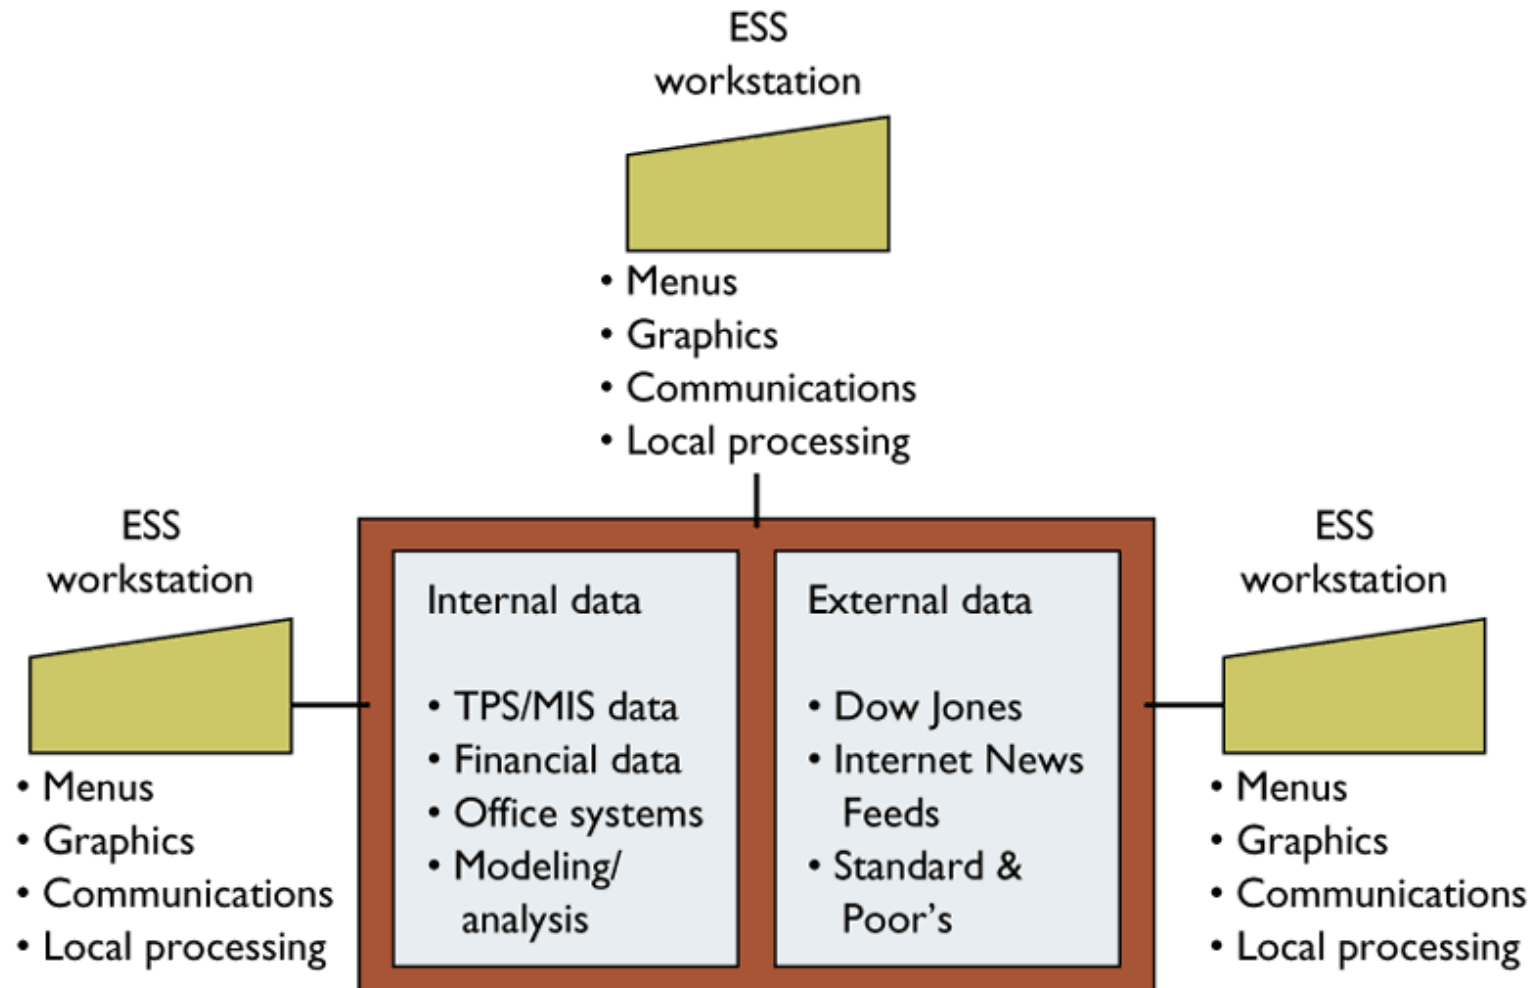 ESS
workstation
• Menus
• Graphics
• Communications
• Local processing
ESS
workstation
• Menus
• Graphics
• Communications
• Local processing
Internal data
• TPS/MIS data
• Financial data
• Office systems
• Modeling/
analysis
External data
• Dow Jones
• Internet News
Feeds
• Standard &
Poor's
ESS
workstation
• Menus
• Graphics
• Communications
• Local processing